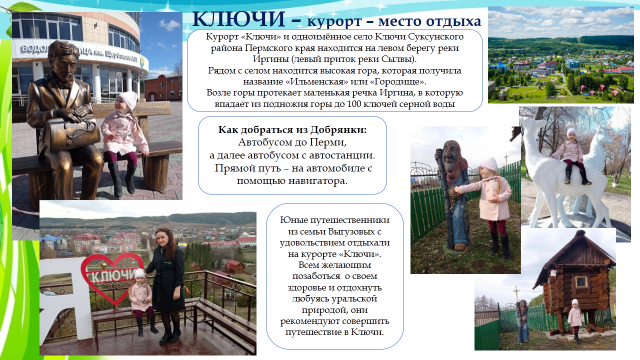 КЛЮЧИ – курорт – место отдыха
Курорт «Ключи» и одноимённое село Ключи Суксунского
района Пермского края находится на левом берегу реки
Иргины (левый приток реки Сылвы).
Рядом с селом находится высокая гора, которая получила
название «Ильменская» или «Городище».
Возле горы протекает маленькая речка Иргина, в которую
впадает из подножия горы до 100 ключей серной воды
Как добраться из Добрянки:
Автобусом до Перми,
а далее автобусом с автостанции.
Прямой путь – на автомобиле с
помощью навигатора.
Юные путешественники
из семьи Выгузовых с
удовольствием отдыхали
на курорте «Ключи».
Всем желающим
позаботься о своем
здоровье и отдохнуть
любуясь уральской
природой, они
рекомендуют совершить
путешествие в Ключи.
Я
КЛЮЧИ